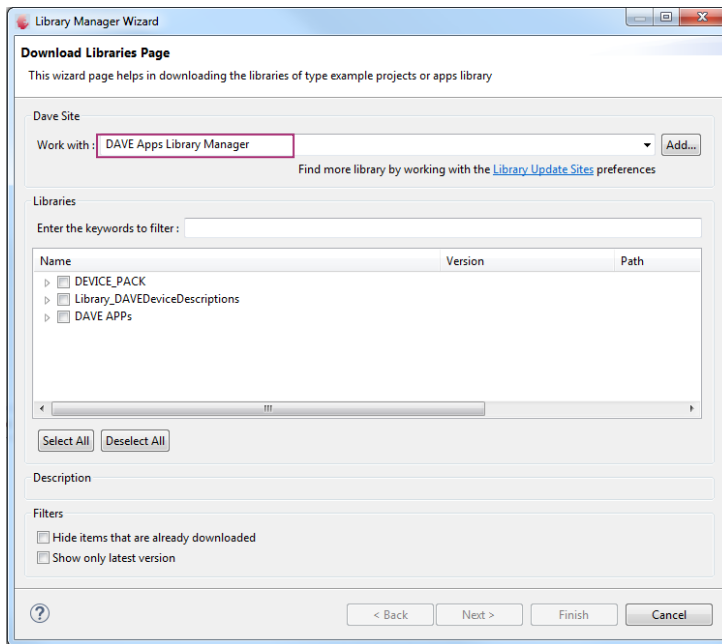 Library Manager Wizard
Download Libraries Page
This wizard page helps in downloading the libraries of type example projects or apps library
Dave Site
Work with : DAVE Apps Library Manager Add...
Find more library by working with the Library Update Sites preferences
Libraries
Enter the keywords to filter :
Name Version Path
DEVICE_PACK
Library_DAVEDeviceDescriptions
DAVE APPs
Select All Deselect All
Description
Filters
Hide items that are already downloaded
Show only latest version
? < Back Next > Finish Cancel